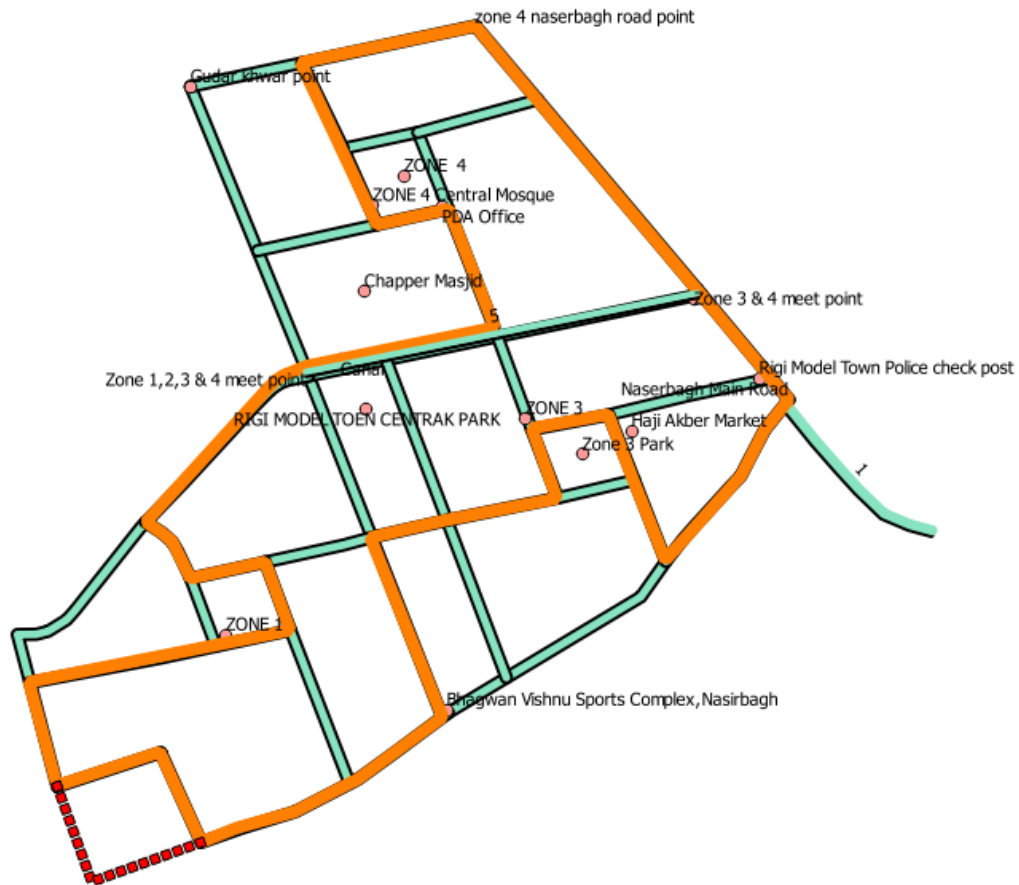 zone 4 naserbagh road point
Gudar khwar point
ZONE 4
ZONE 4 Central Mosque
PDA Office
Chapper Masjid
Zone 3 & 4 meet point
5
Canal
Zone 1,2,3 & 4 meet point
Rigi Model Town Police check post
Naserbagh Main Road
ZONE 3
RIGI MODEL TOEN CENTRAK PARK
Haji Akber Market
Zone 3 Park
1
ZONE 1
Bhagwan Vishnu Sports Complex,Nasirbagh